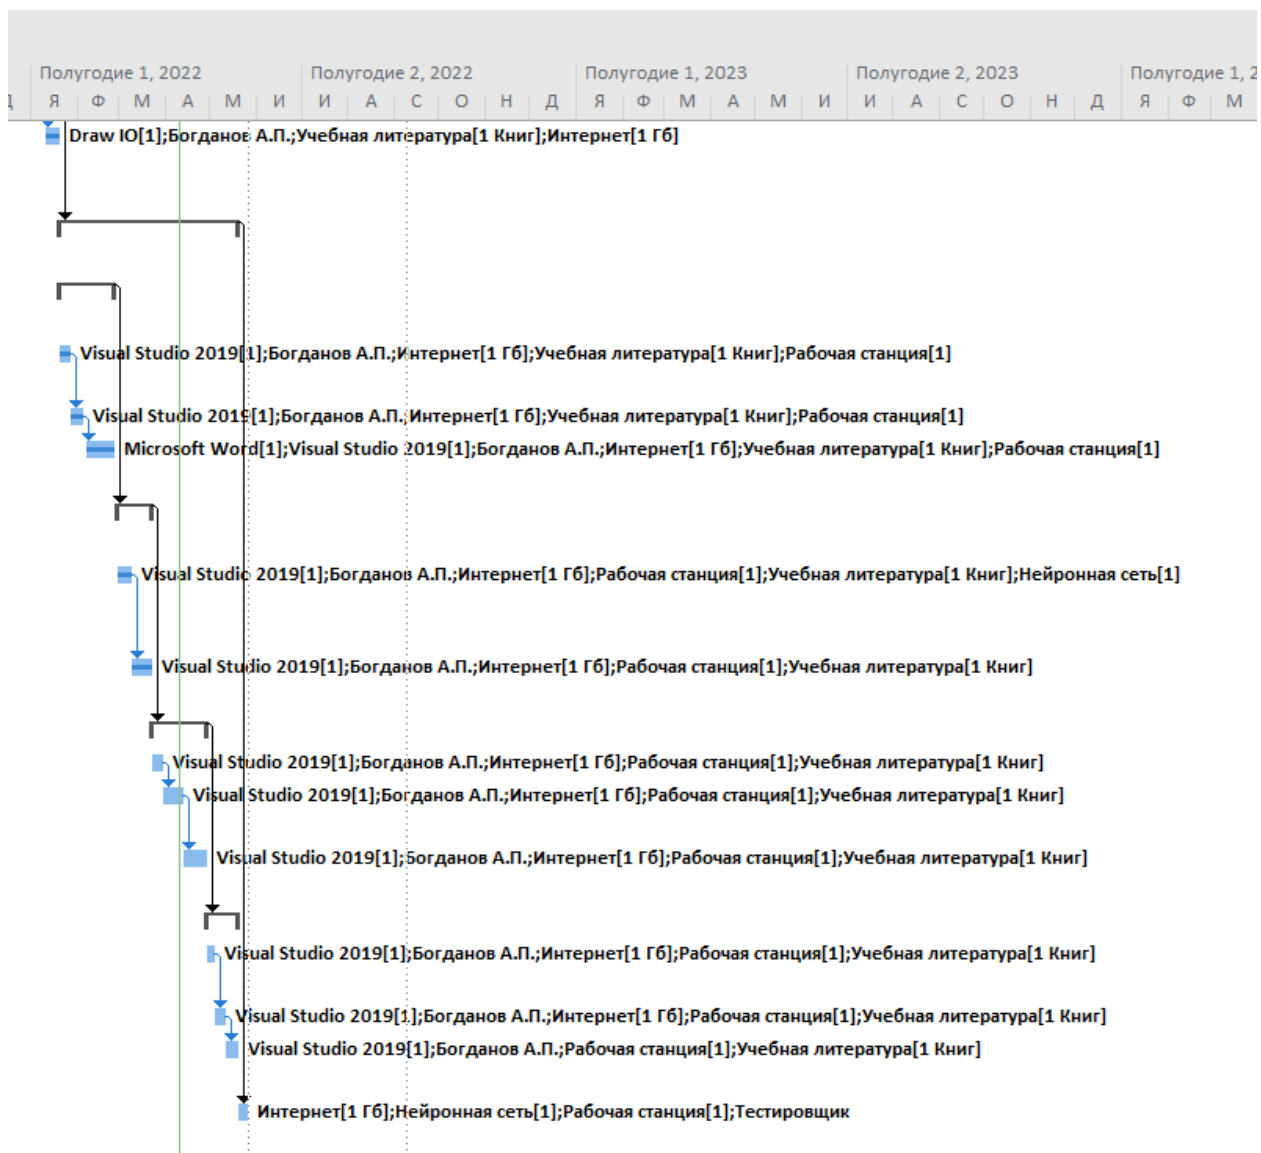 Полугодие 1, 2022 Полугодие 2, 2022 Полугодие 1, 2023 Полугодие 2, 2023 Полугодие 1, 2
Д Я Ф М А М И И А С О Н Д Я Ф М А М И И А С О Н Д Я Ф М
Draw IO[1];Богданов А.П.;Учебная литература[1 Книг];Интернет[1 Гб]
Visual Studio 2019[1];Богданов А.П.;Интернет[1 Гб];Учебная литература[1 Книг];Рабочая станция[1]
Visual Studio 2019[1];Богданов А.П.;Интернет[1 Гб];Учебная литература[1 Книг];Рабочая станция[1]
Microsoft Word[1];Visual Studio 2019[1];Богданов А.П.;Интернет[1 Гб];Учебная литература[1 Книг];Рабочая станция[1]
Visual Studio 2019[1];Богданов А.П.;Интернет[1 Гб];Рабочая станция[1];Учебная литература[1 Книг];Нейронная сеть[1]
Visual Studio 2019[1];Богданов А.П.;Интернет[1 Гб];Рабочая станция[1];Учебная литература[1 Книг]
Visual Studio 2019[1];Богданов А.П.;Интернет[1 Гб];Рабочая станция[1];Учебная литература[1 Книг]
Visual Studio 2019[1];Богданов А.П.;Интернет[1 Гб];Рабочая станция[1];Учебная литература[1 Книг]
Visual Studio 2019[1];Богданов А.П.;Интернет[1 Гб];Рабочая станция[1];Учебная литература[1 Книг]
Visual Studio 2019[1];Богданов А.П.;Интернет[1 Гб];Рабочая станция[1];Учебная литература[1 Книг]
Visual Studio 2019[1];Богданов А.П.;Интернет[1 Гб];Рабочая станция[1];Учебная литература[1 Книг]
Visual Studio 2019[1];Богданов А.П.;Рабочая станция[1];Учебная литература[1 Книг]
Интернет[1 Гб];Нейронная сеть[1];Рабочая станция[1];Тестировщик